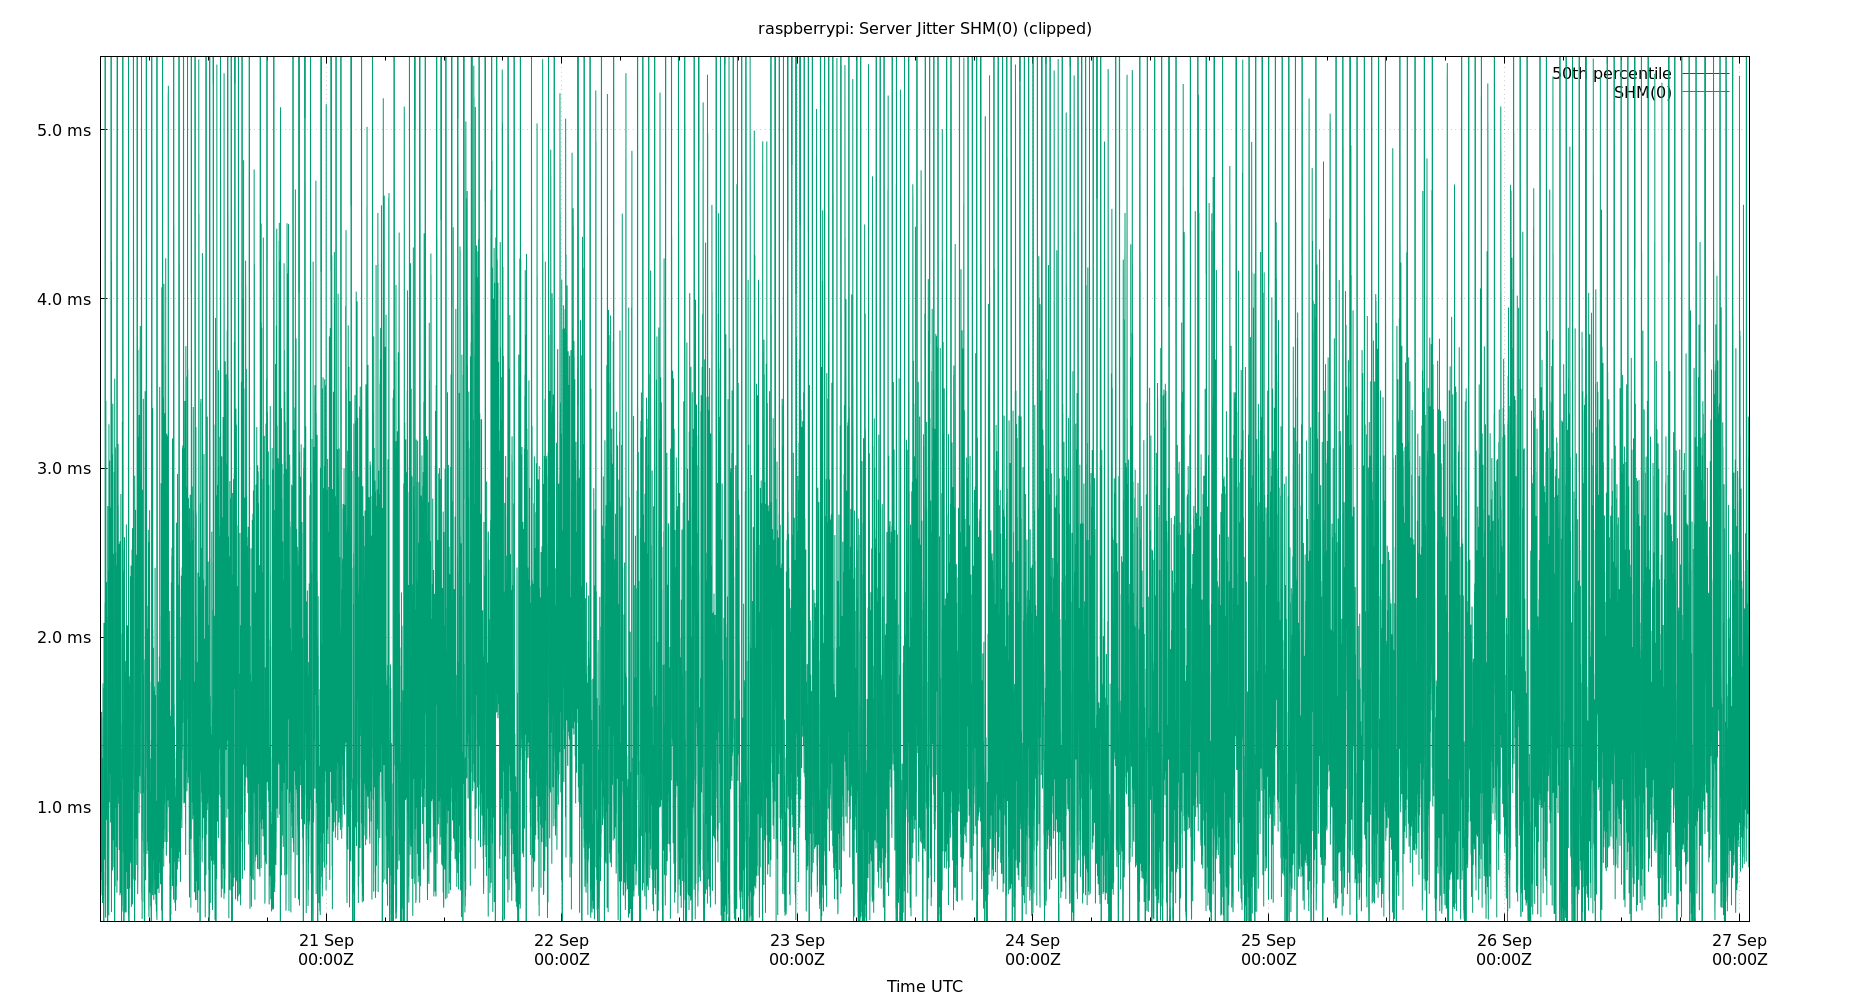 raspberrypi: Server Jitter SHM(0) (clipped)
50th percentile
SHM(0)
5.0 ms
4.0 ms
3.0 ms
2.0 ms
1.0 ms
21 Sep 22 Sep 23 Sep 24 Sep 25 Sep 26 Sep 27 Sep
00:00Z 00:00Z 00:00Z 00:00Z 00:00Z 00:00Z 00:00Z
Time UTC